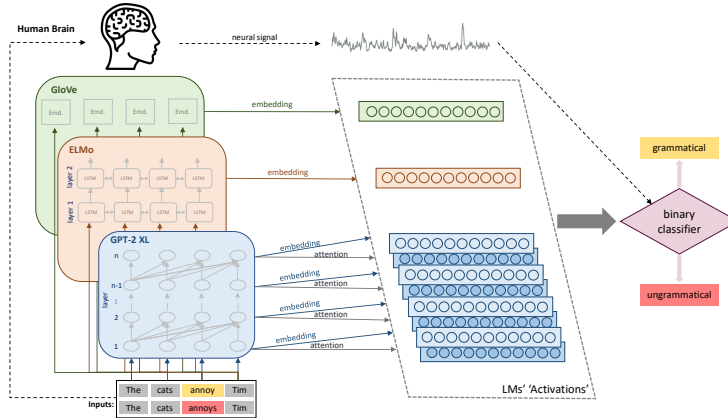 Human Brain
neural signal
GloVe
Emd. Emd. Emd. Emd.
embedding
ELMo
layer 2
LSTM LSTM LSTM LSTM
embedding
layer 1
LSTM LSTM LSTM LSTM
GPT-2 XL
n
n-1
⋮
2
1
layer
embedding
attention
embedding
attention
embedding
attention
embedding
attention
LMs' 'Activations'
grammatical
binary
classifier
ungrammatical
Inputs:
The cats annoy Tim
The cats annoys Tim